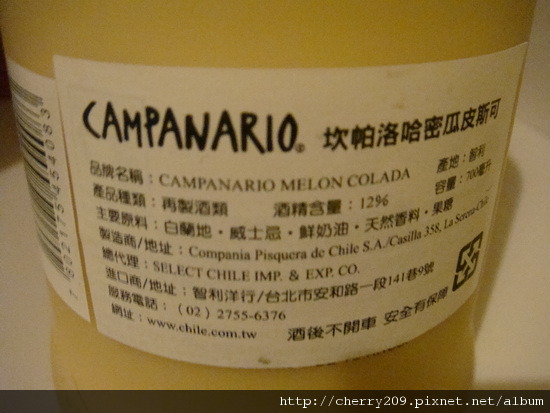 CAMPANARIO® 坎帕洛哈密瓜皮斯可
品牌名稱：CAMPANARIO MELON COLADA 產地：智利
產品種類：再製酒類 酒精含量：12% 容量：700毫升
主要原料：白蘭地・威士忌・鮮奶油・天然香料・果糖
製造商/地址：Compania Pisquera de Chile S.A./Casilla 358, La Serena-Chile
總代理：SELECT CHILE IMP. & EXP. CO.
進口商/地址：智利洋行/台北市安和路一段141巷9號
服務電話：（02）2755-6376
網址：www.chile.com.tw 酒後不開車 安全有保障
http://cherry209.pixnet.net/album